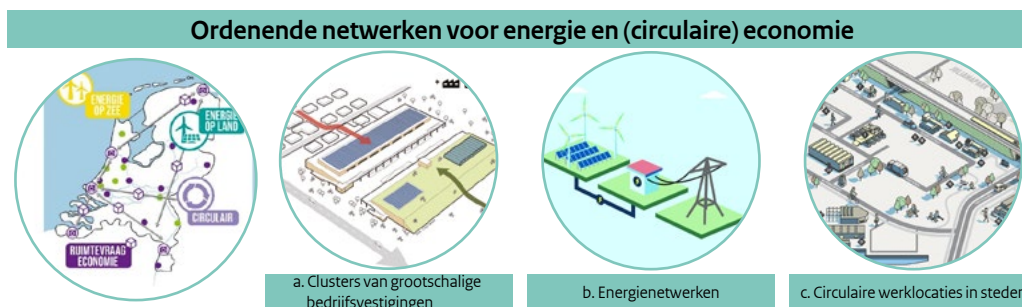 Ordenende netwerken voor energie en (circulaire) economie
ENERGIE
OP ZEE
ENERGIE
OP LAND
CIRCULAIR
RUIMTEVRAAG
ECONOMIE
a. Clusters van grootschalige
bedrijfsvestigingen
b. Energienetwerken
c. Circulaire werklocaties in steden